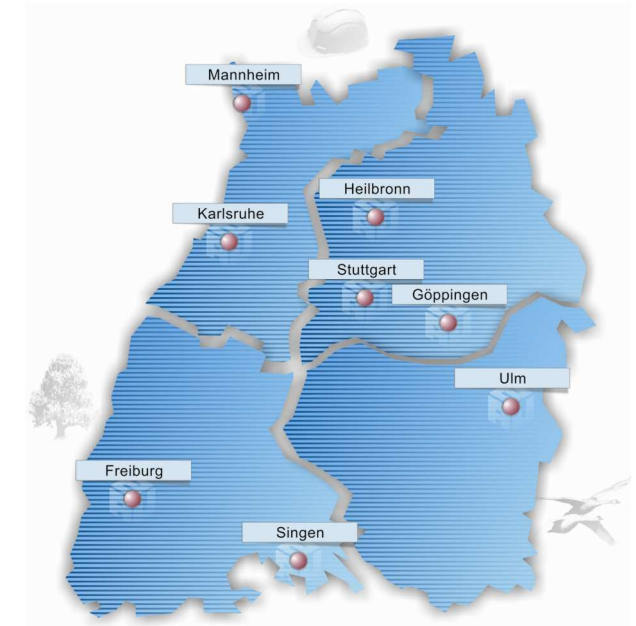 Mannheim
Heilbronn
Karlsruhe
Stuttgart
Göppingen
Ulm
Freiburg
Singen